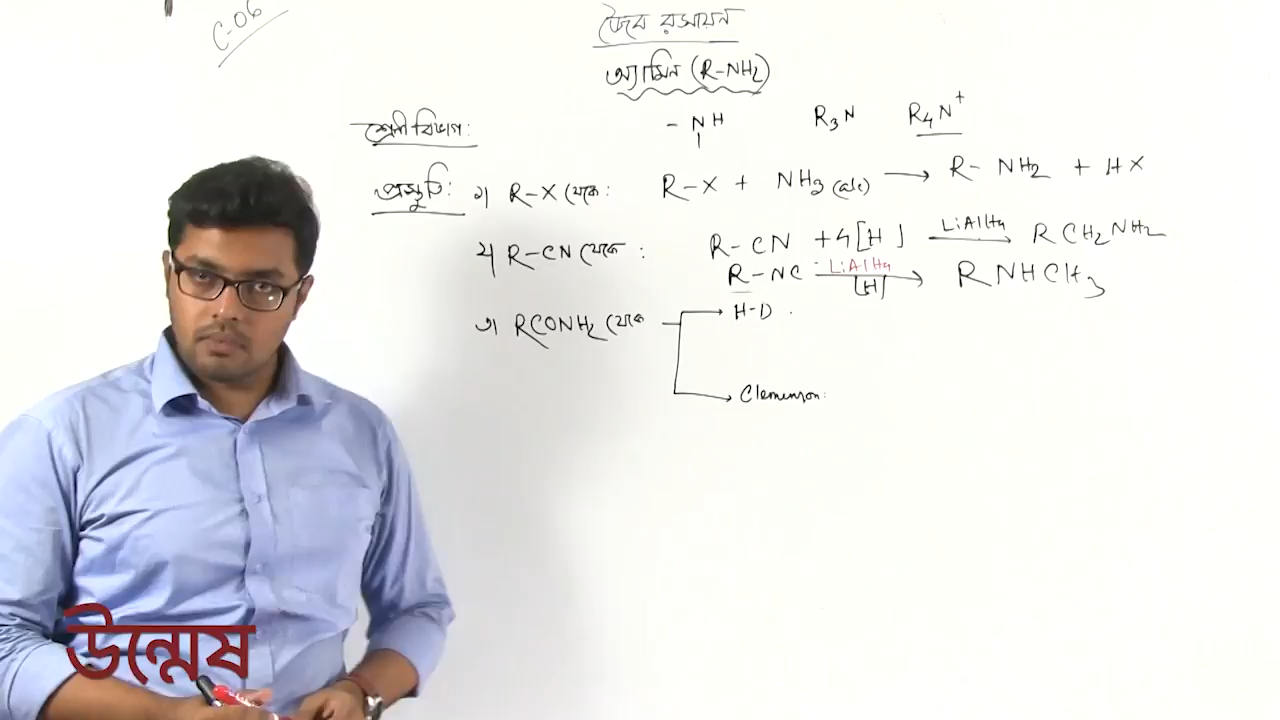 C-06
জৈব রসায়ন
অ্যামিন (R-NH2)
শ্রেণী বিভাগ: - NH R3N R4N+
প্রস্তুতি: ১) R-X থেকে: R-X + NH3 (alc) ⟶ R-NH2 + HX
২) R-CN থেকে: R-CN + 4[H] LiAlH4 ⟶ RCH2NH2
R-NC LiAlH4 [H] ⟶ RNHCH3
৩) RCONH2 থেকে H-D
Clemenson:
উন্মেষ